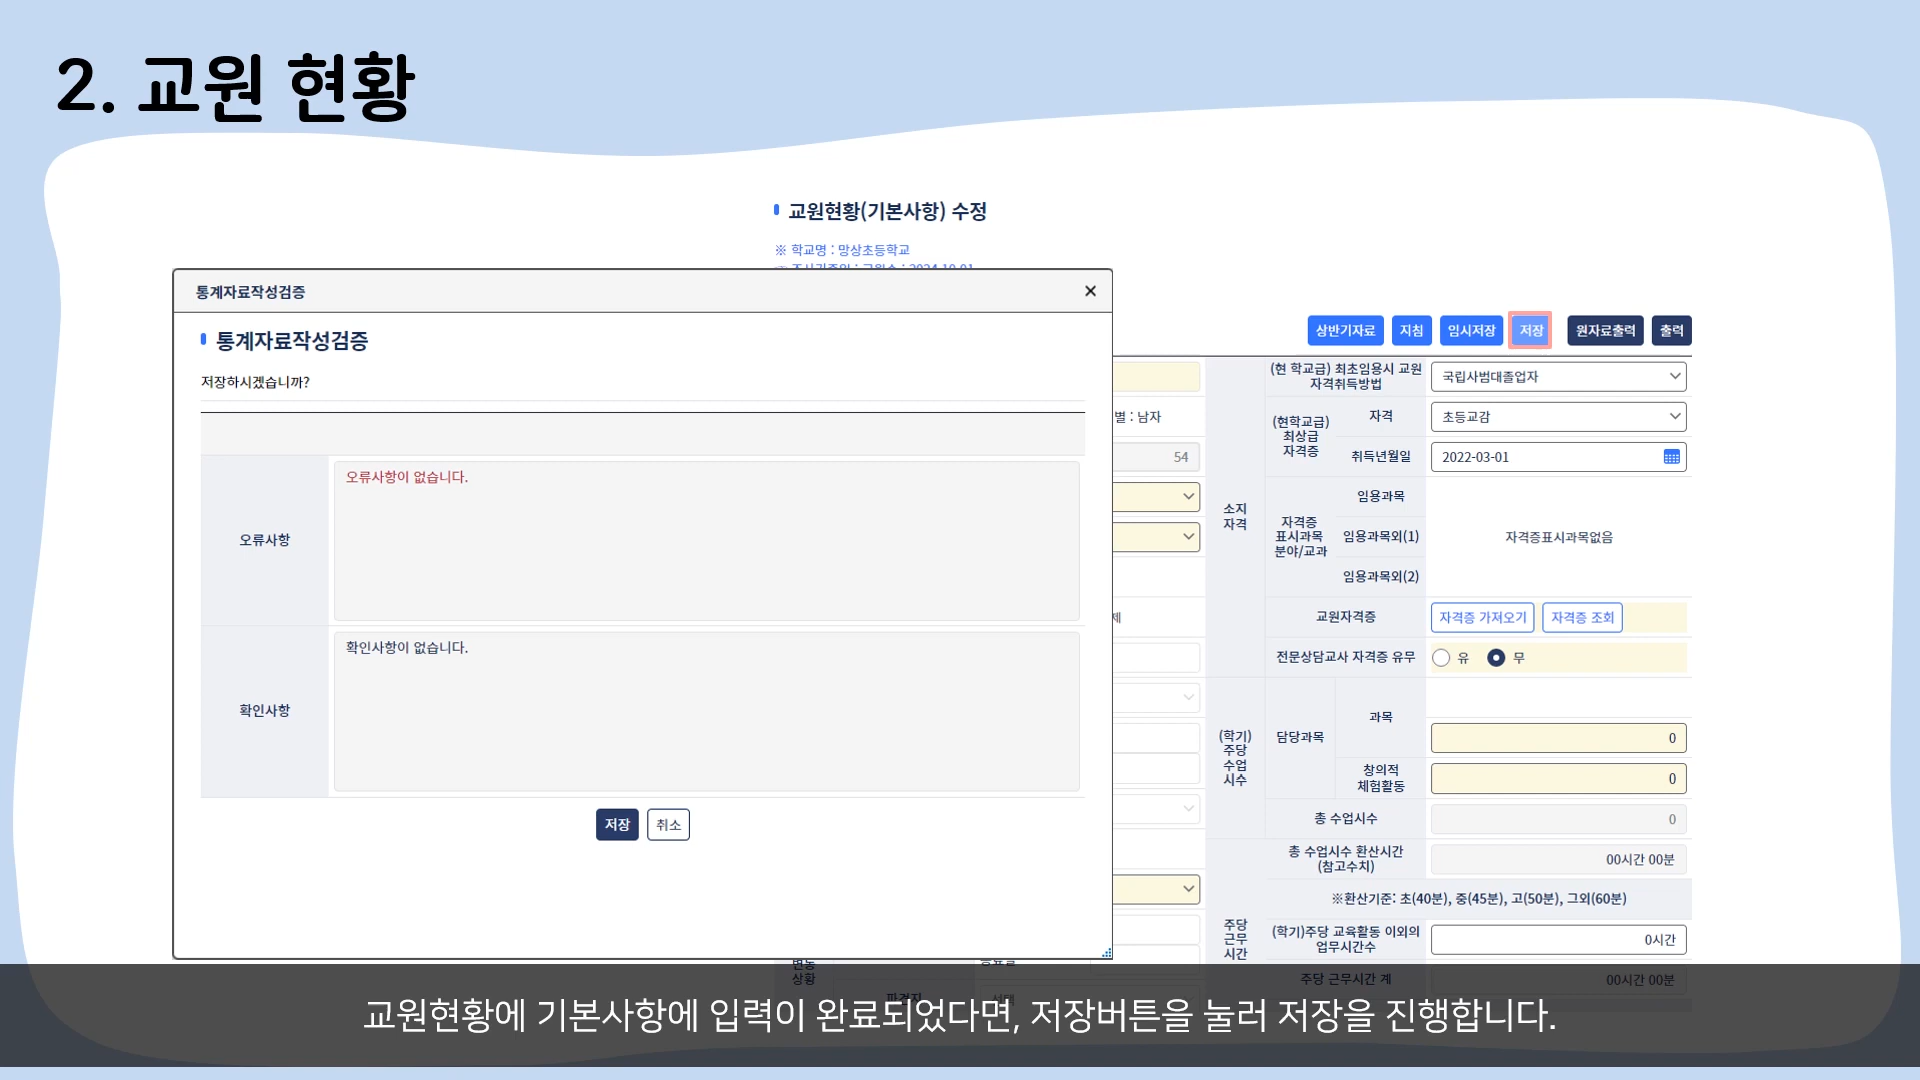 2. 교원 현황
교원현황(기본사항) 수정
※ 학교명 : 망상초등학교
통계자료작성검증
통계자료작성검증
저장하시겠습니까?
오류사항
오류사항이 없습니다.
확인사항
확인사항이 없습니다.
저장 취소
상반기자료 지침 임시저장 저장 원자료출력 출력
별 : 남자
54
소지
자격
(현 학교급) 최초임용시 교원
자격취득방법
국립사범대졸업자
(현학교급)
최상급
자격증
자격
초등교감
취득년월일
2022-03-01
자격증
표시과목
분야/교과
임용과목
임용과목외(1)
임용과목외(2)
자격증표시과목없음
교원자격증
자격증 가져오기 자격증 조회
전문상담교사 자격증 유무
유 무
(학기)
주당
수업
시수
담당과목
과목
0
창의적
체험활동
0
총 수업시수
0
총 수업시수 환산시간
(참고수치)
00시간 00분
※환산기준: 초(40분), 중(45분), 고(50분), 그외(60분)
주당
근무
시간
(학기)주당 교육활동 이외의
업무시간수
0시간
주당 근무시간 계
00시간 00분
상황
교원현황에 기본사항에 입력이 완료되었다면, 저장버튼을 눌러 저장을 진행합니다.